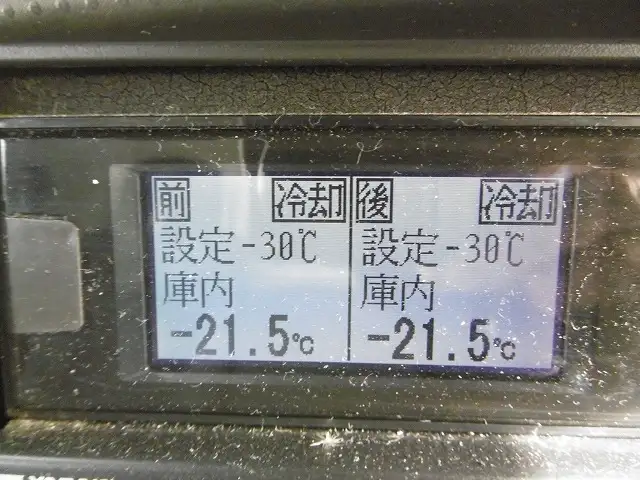 前 冷却 後 冷却
設定-30℃ 設定-30℃
庫内 庫内
-21.5℃ -21.5℃